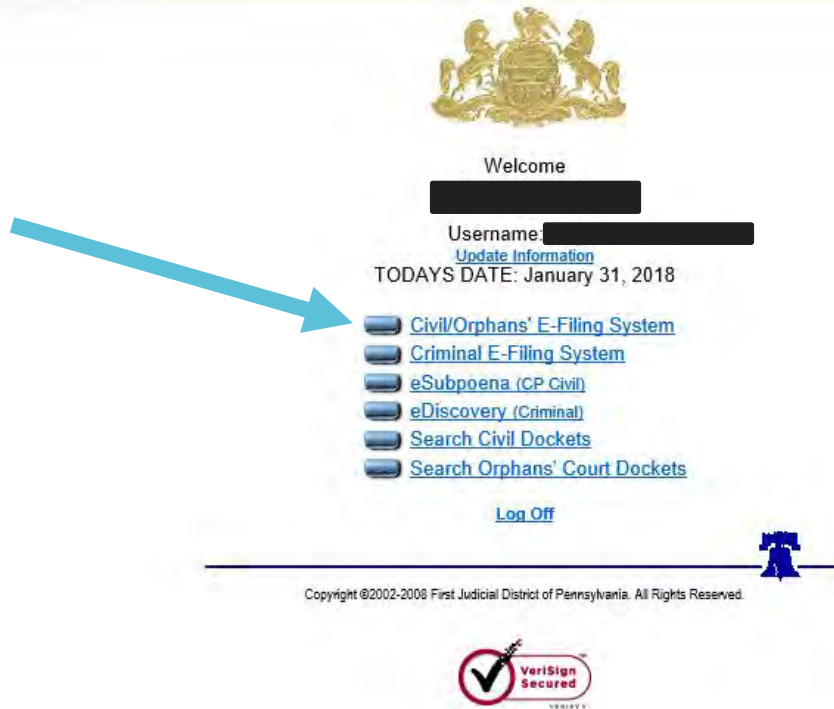 Welcome
Username:
Update Information
TODAYS DATE: January 31, 2018
Civil/Orphans' E-Filing System
Criminal E-Filing System
eSubpoena (CP Civil)
eDiscovery (Criminal)
Search Civil Dockets
Search Orphans' Court Dockets
Log Off
Copyright ©2002-2008 First Judicial District of Pennsylvania. All Rights Reserved.
VeriSign
Secured